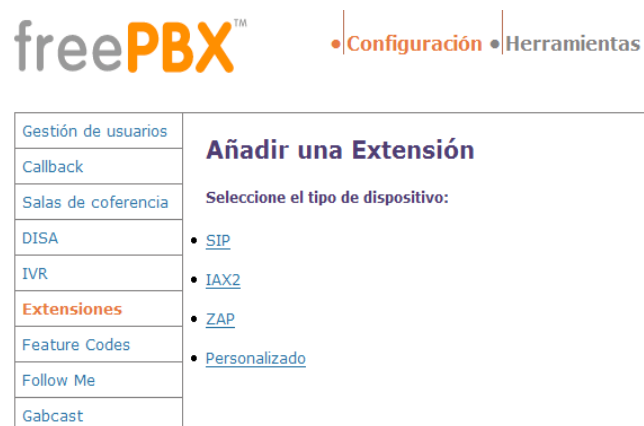 freePBX™
• Configuración • Herramientas
Gestión de usuarios
Callback
Salas de coferencia
DISA
IVR
Extensiones
Feature Codes
Follow Me
Gabcast
Añadir una Extensión
Seleccione el tipo de dispositivo:
• SIP
• IAX2
• ZAP
• Personalizado